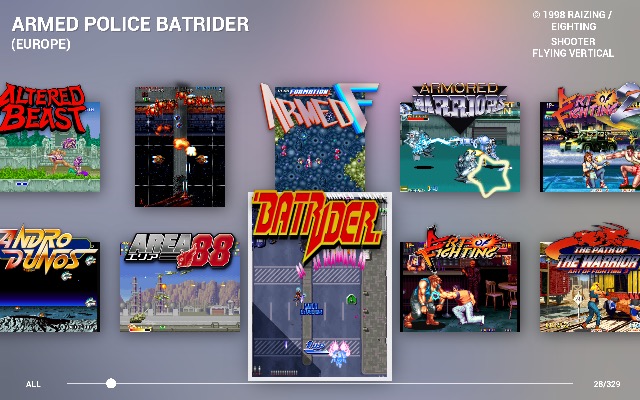 ARMED POLICE BATRIDER
(EUROPE)
© 1998 RAIZING /
EIGHTING
SHOOTER
FLYING VERTICAL
ALTERED
BEAST
FORMATION
ARMED F
ARMORED
WARRIORS
ART OF
FIGHTING 2
ANDRO
DUNOS
AREA
エリア 88
BATRIDER
ART OF
FIGHTING
THE PATH OF
THE WARRIOR
ART OF FIGHTING 3
ALL
28/329